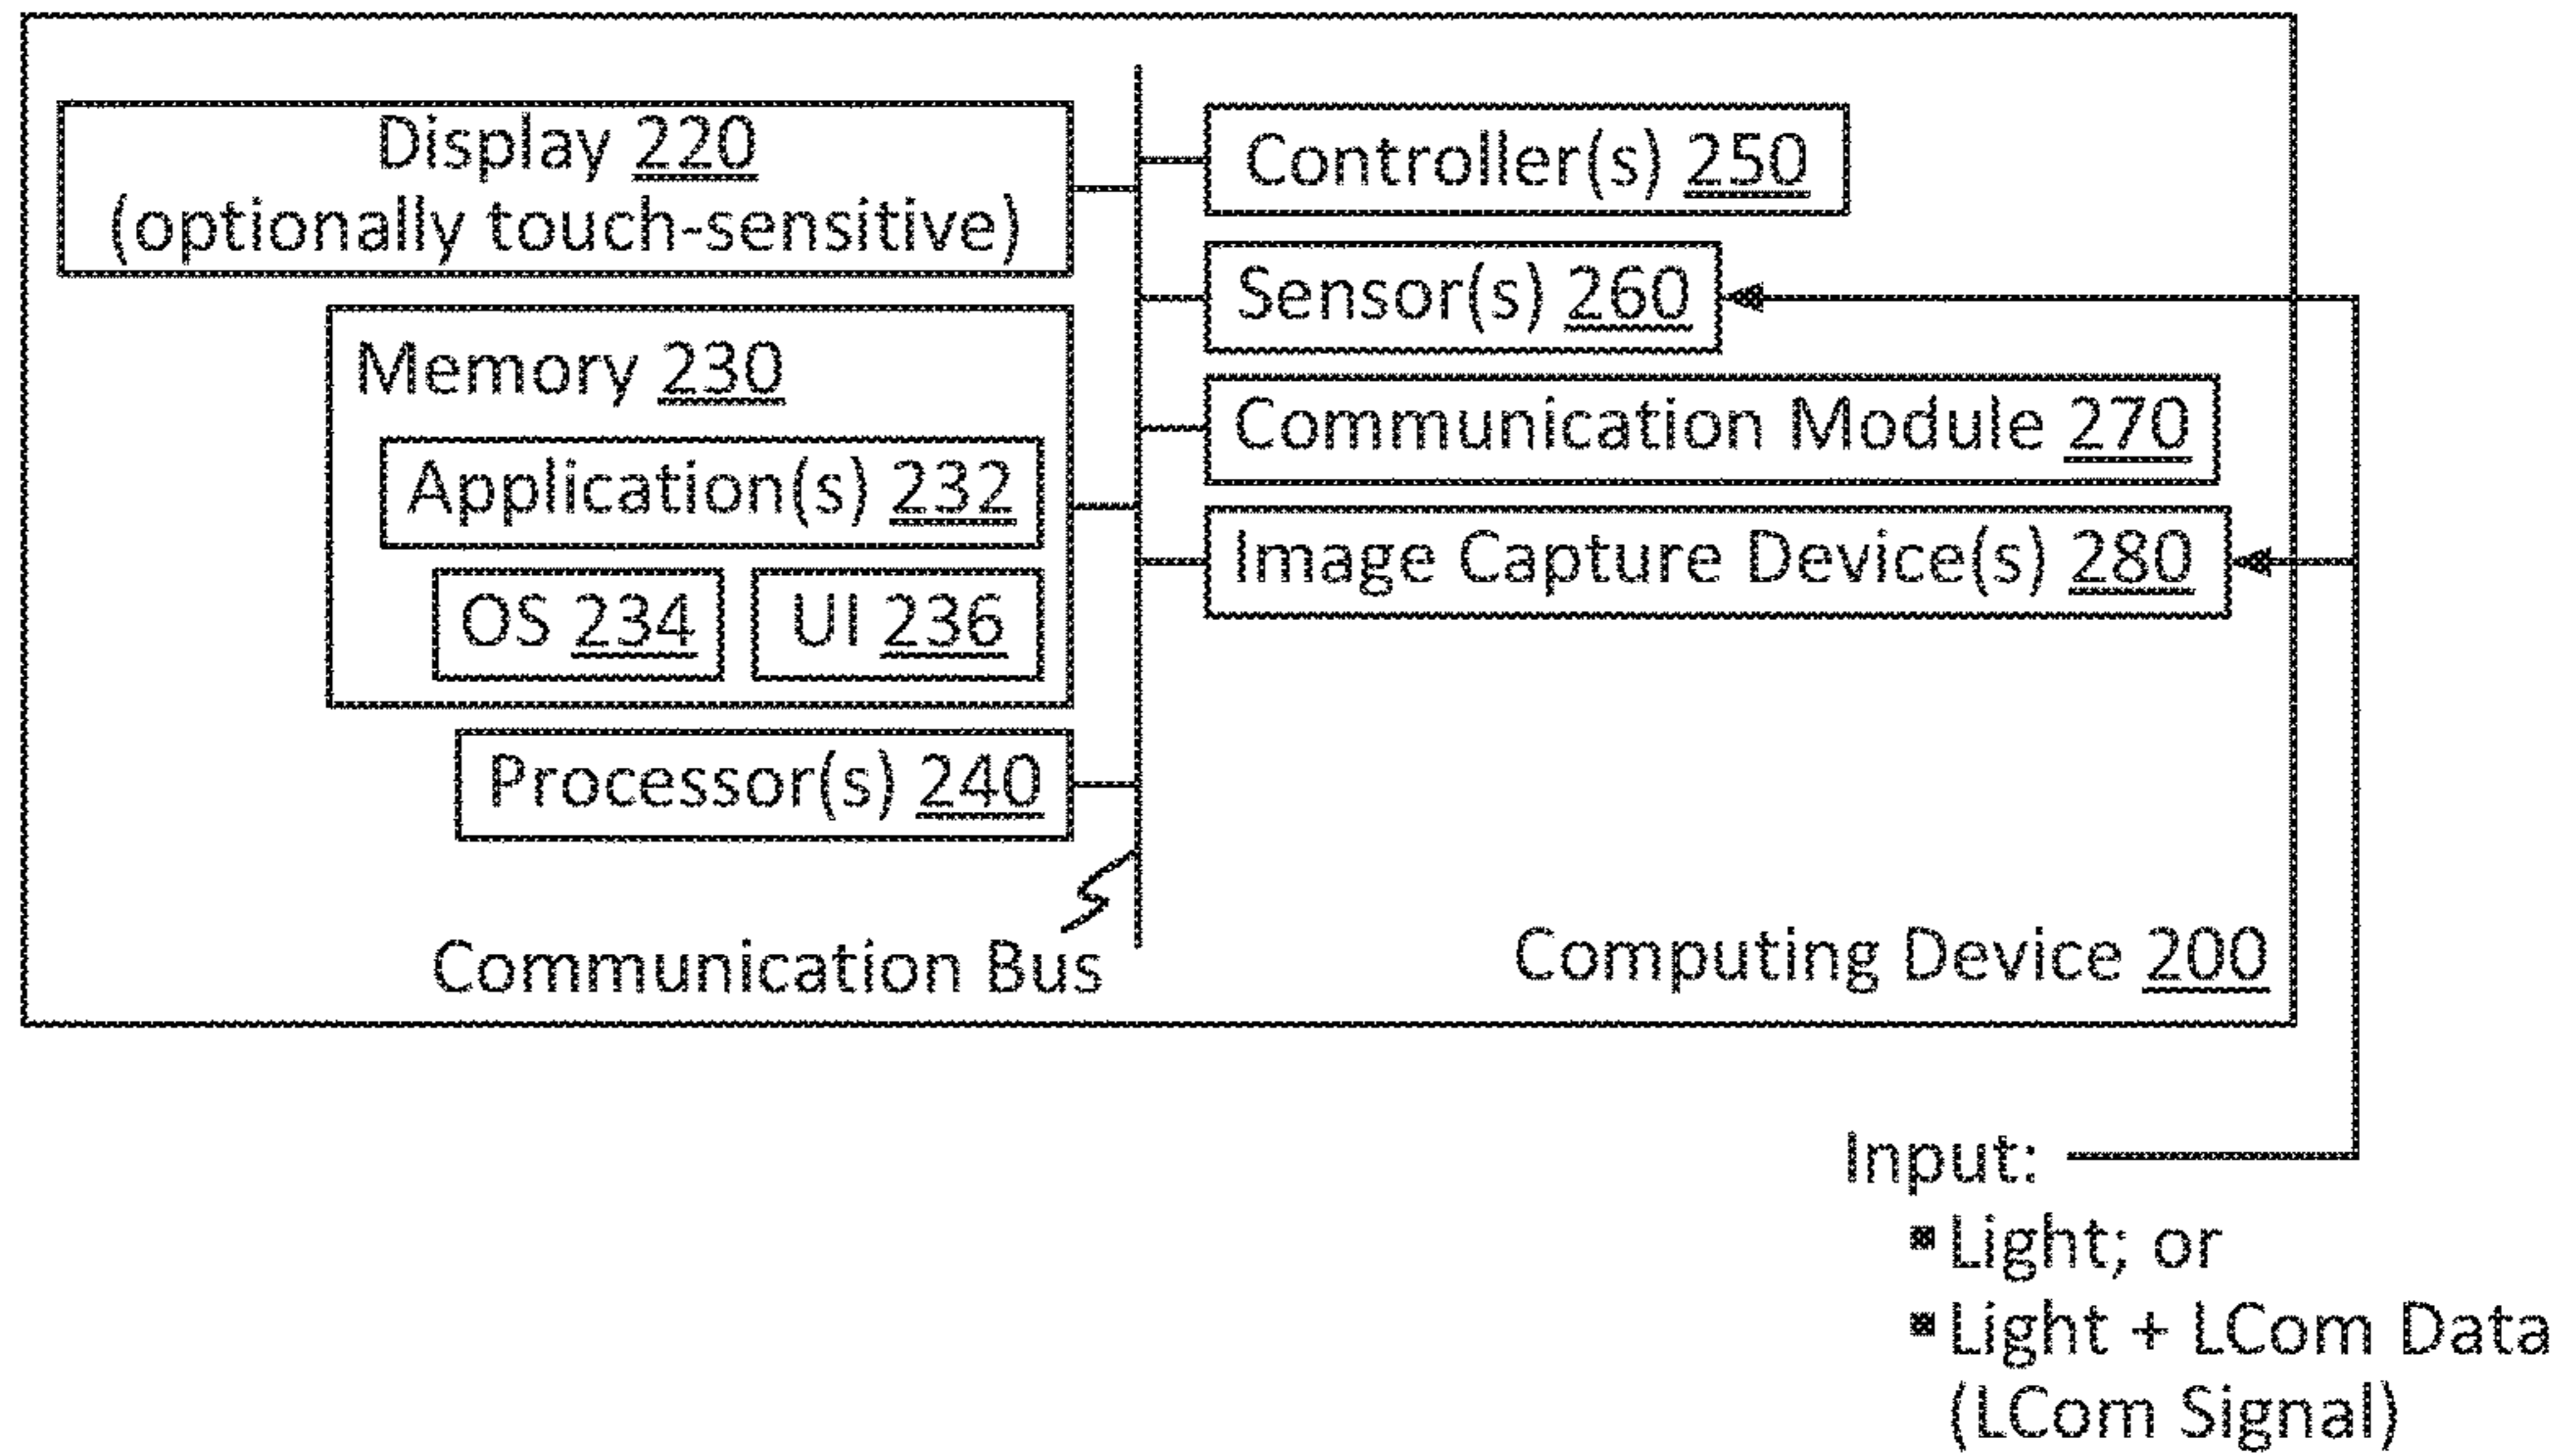 Display 220
(optionally touch-sensitive)
Memory 230
Application(s) 232
OS 234
UI 236
Processor(s) 240
Communication Bus
Controller(s) 250
Sensor(s) 260
Communication Module 270
Image Capture Device(s) 280
Computing Device 200
Input:
▪ Light; or
▪ Light + LCom Data
(LCom Signal)